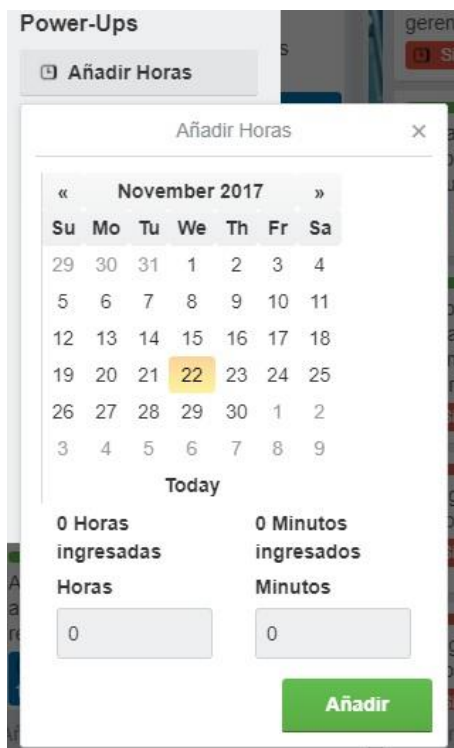 Power-Ups
geren
Añadir Horas
Añadir Horas ×
« November 2017 »
Su Mo Tu We Th Fr Sa
29 30 31 1 2 3 4
5 6 7 8 9 10 11
12 13 14 15 16 17 18
19 20 21 22 23 24 25
26 27 28 29 30 1 2
3 4 5 6 7 8 9
Today
0 Horas ingresadas
0 Minutos ingresados
Horas
Minutos
0
0
Añadir